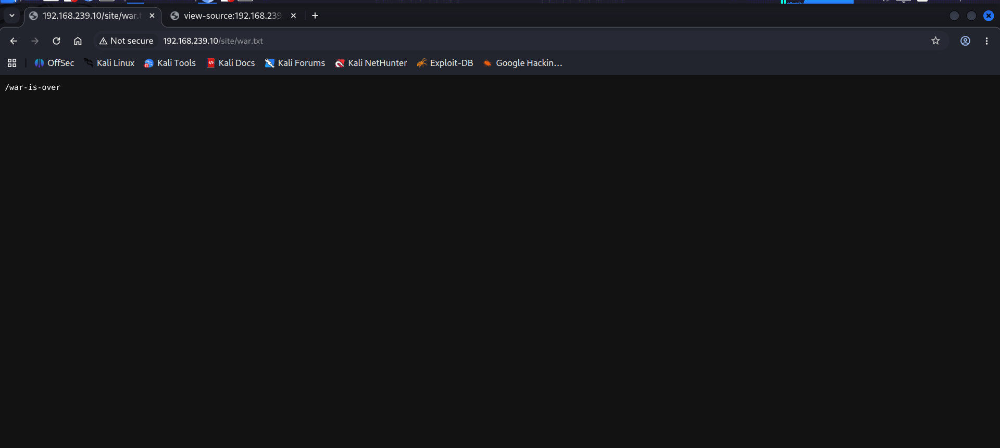 192.168.239.10/site/war.t
view-source:192.168.239.
Not secure
192.168.239.10/site/war.txt
OffSec
Kali Linux
Kali Tools
Kali Docs
Kali Forums
Kali NetHunter
Exploit-DB
Google Hackin…
/war-is-over